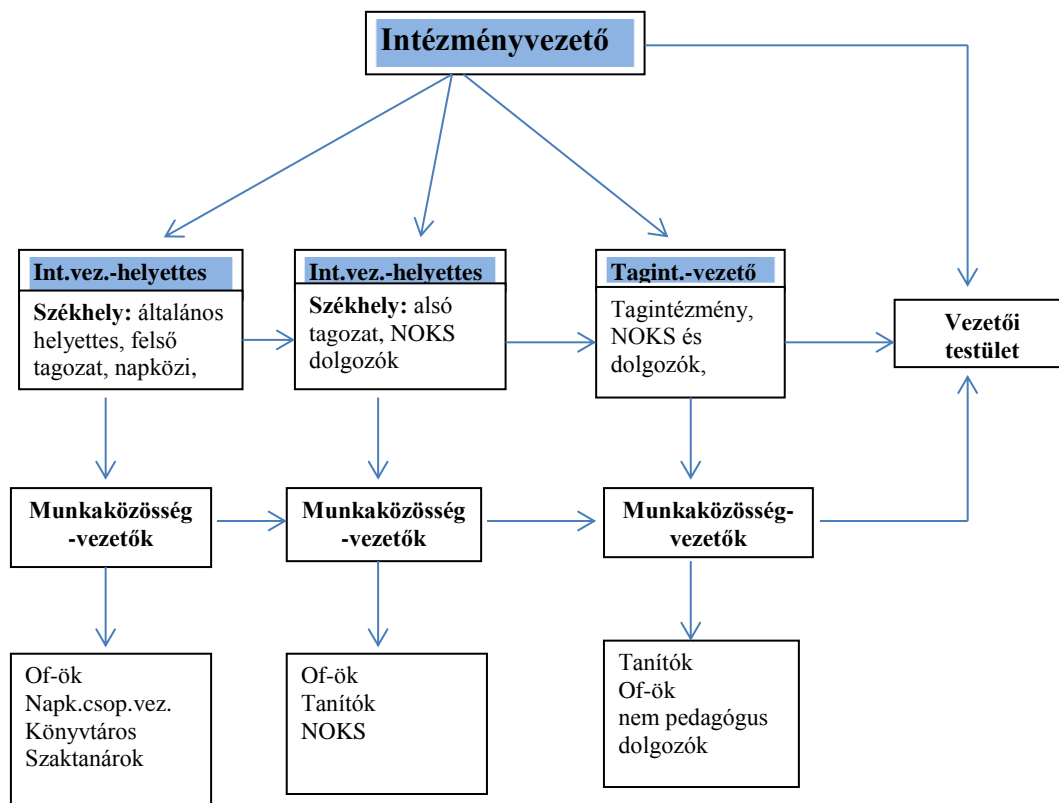 Intézményvezető
Int.vez.-helyettes
Székhely: általános
helyettes, felső
tagozat, napközi,
Int.vez.-helyettes
Székhely: alsó
tagozat, NOKS
dolgozók
Tagint.-vezető
Tagintézmény,
NOKS és
dolgozók,
Vezetői
testület
Munkaközösség
-vezetők
Munkaközösség
-vezetők
Munkaközösség-
vezetők
Of-ök
Napk.csop.vez.
Könyvtáros
Szaktanárok
Of-ök
Tanítók
NOKS
Tanítók
Of-ök
nem pedagógus
dolgozók